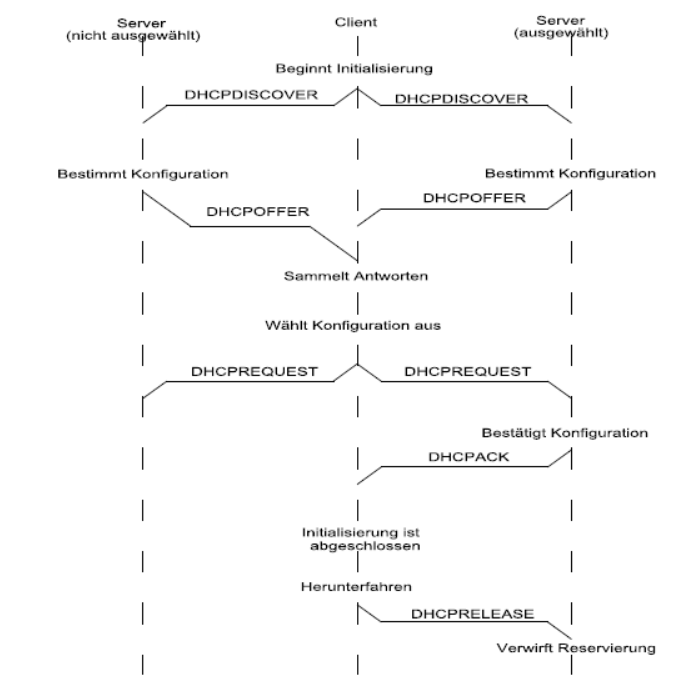 Server
(nicht ausgewählt)
Client
Server
(ausgewählt)
Beginnt Initialisierung
DHCPDISCOVER
DHCPDISCOVER
Bestimmt Konfiguration
Bestimmt Konfiguration
DHCPOFFER
DHCPOFFER
Sammelt Antworten
Wählt Konfiguration aus
DHCPREQUEST
DHCPREQUEST
Bestätigt Konfiguration
DHCPACK
Initialisierung ist
abgeschlossen
Herunterfahren
DHCPRELEASE
Verwirft Reservierung